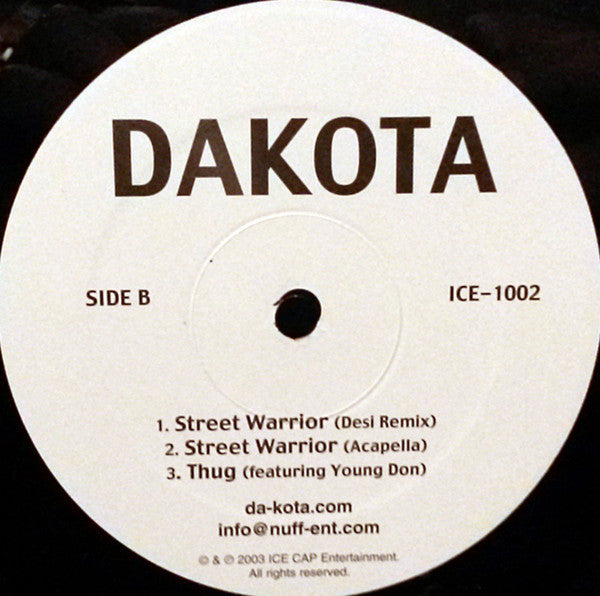 DAKOTA
SIDE B
ICE-1002
1. Street Warrior (Desi Remix)
2. Street Warrior (Acapella)
3. Thug (featuring Young Don)
da-kota.com
info@nuff-ent.com
© & ℗ 2003 ICE CAP Entertainment.
All rights reserved.